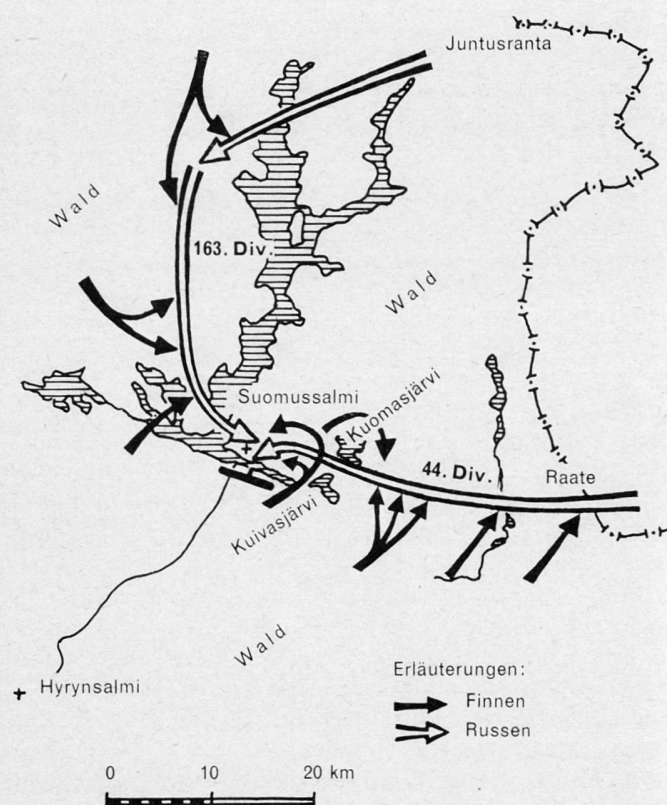 Juntusranta
Wald
163. Div.
Wald
Suomussalmi
Kuomasjärvi
44. Div.
Raate
Kuivasjärvi
Wald
Hyrynsalmi
Erläuterungen:
Finnen
Russen
0 10 20 km